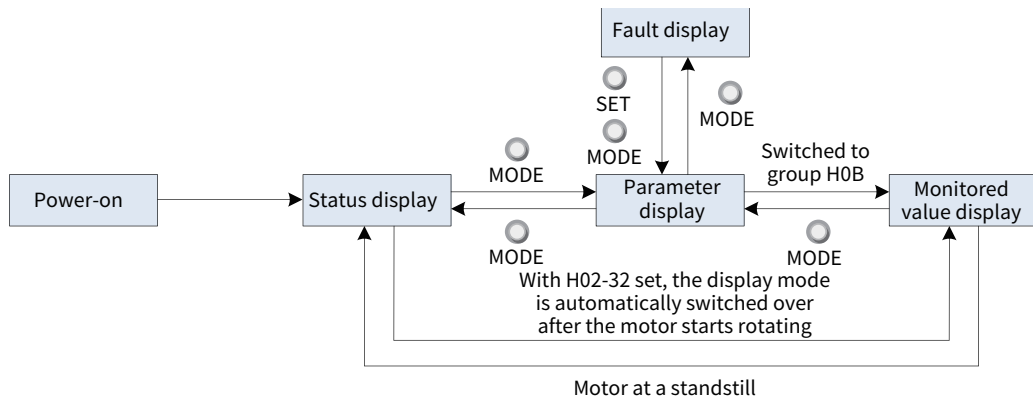 Fault display
SET
MODE
MODE
MODE
Switched to
group H0B
Power-on
Status display
Parameter
display
Monitored
value display
MODE
MODE
With H02-32 set, the display mode
is automatically switched over
after the motor starts rotating
Motor at a standstill